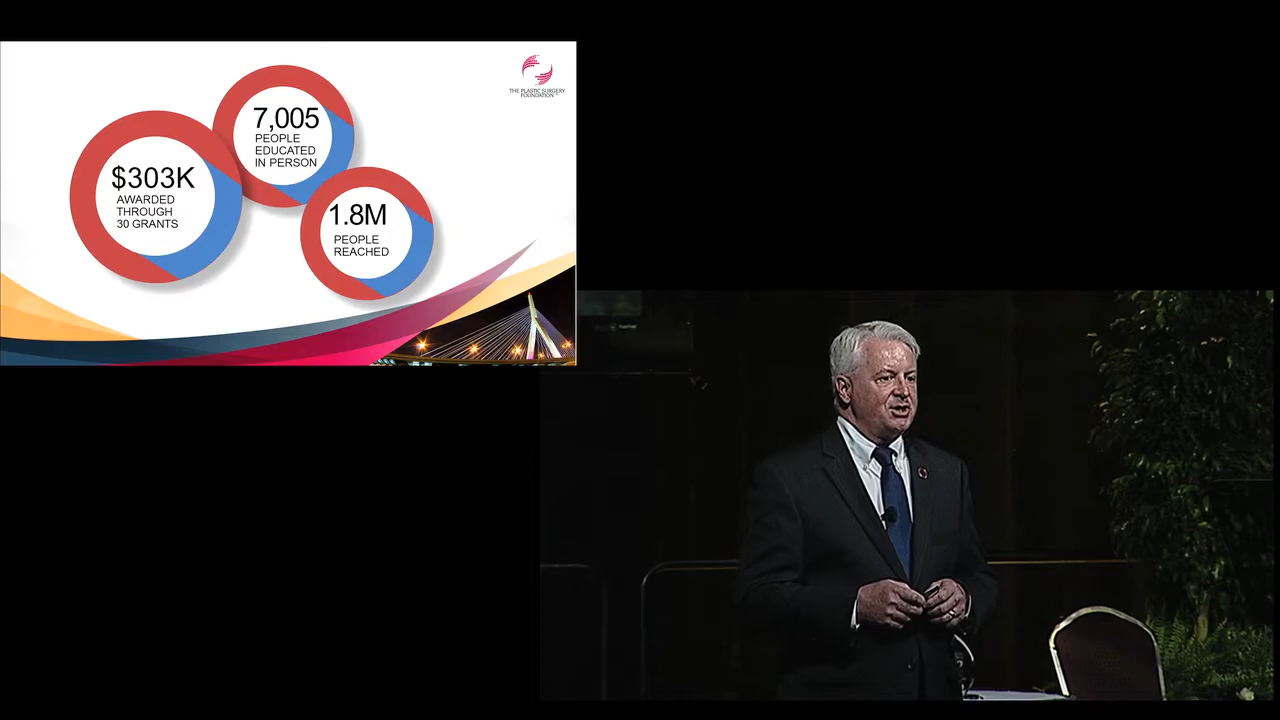 THE PLASTIC SURGERY
FOUNDATION
7,005
PEOPLE
EDUCATED
IN PERSON
$303K
AWARDED
THROUGH
30 GRANTS
1.8M
PEOPLE
REACHED